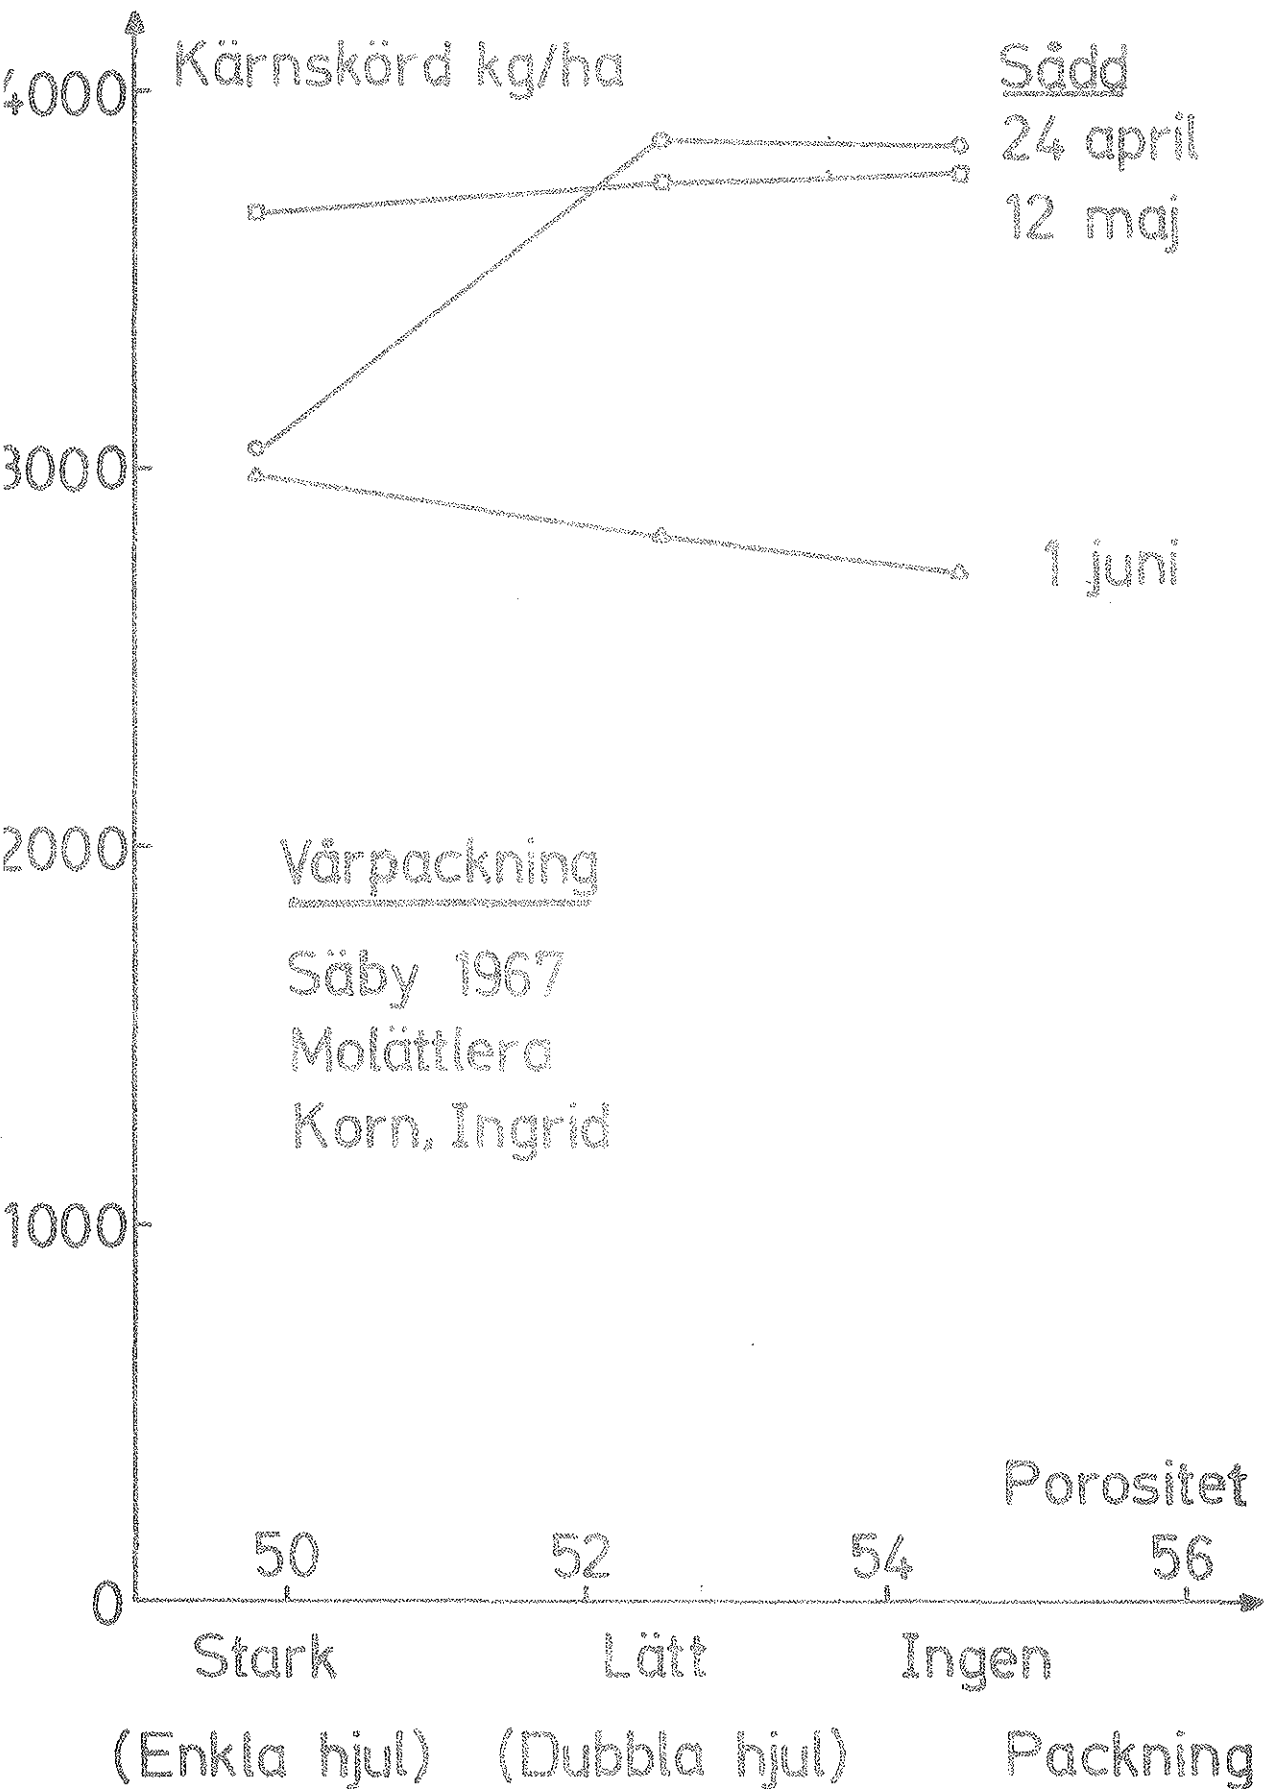 Kärnskörd kg/ha
Sådd
4000
24 april
12 maj
3000
1 juni
2000
Vårpackning
Säby 1967
Molättlera
Korn, Ingrid
1000
Porositet
50 52 54 56
0
Stark Lätt Ingen
(Enkla hjul) (Dubbla hjul) Packning